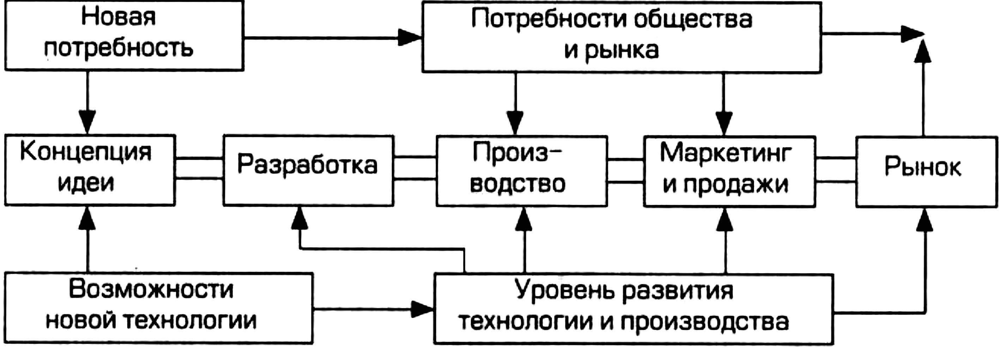 Новая
потребность
Потребности общества
и рынка
Концепция
идеи
Разработка
Произ-
водство
Маркетинг
и продажи
Рынок
Возможности
новой технологии
Уровень развития
технологии и производства